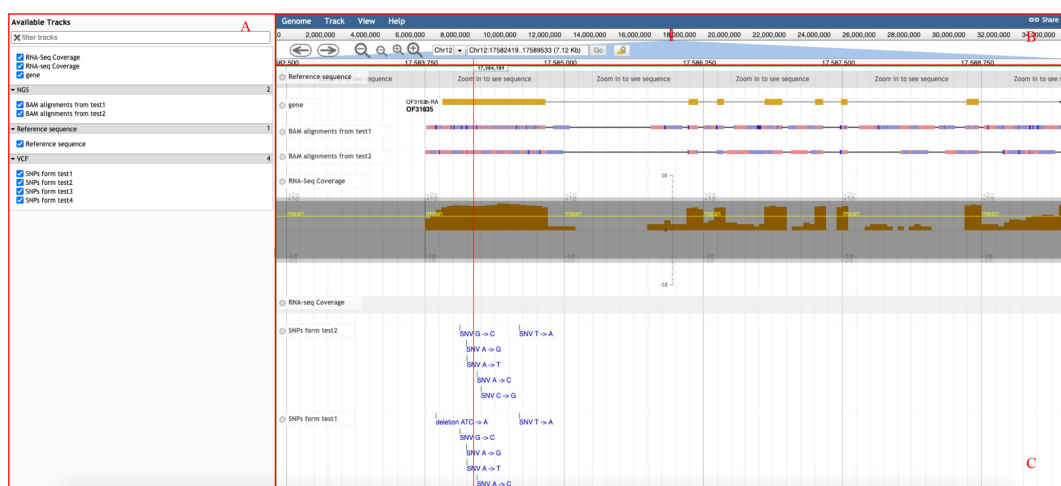 Available Tracks
A
filter tracks
RNA-Seq Coverage
RNA-seq Coverage
gene
NGS 2
BAM alignments from test1
BAM alignments from test2
Reference sequence 1
Reference sequence
VCF 4
SNPs form test1
SNPs form test2
SNPs form test3
SNPs form test4
Genome Track View Help Share
0 2,000,000 4,000,000 6,000,000 8,000,000 10,000,000 12,000,000 14,000,000 16,000,000 18,000,000 20,000,000 22,000,000 24,000,000 26,000,000 28,000,000 30,000,000 32,000,000 34,000,000
B
Chr12 Chr12:17582419..17589533 (7.12 Kb) Go
582,500 17,583,750 17,585,000 17,586,250 17,587,500 17,588,750
17,584,189
Reference sequence see sequence Zoom in to see sequence Zoom in to see sequence Zoom in to see sequence Zoom in to see sequence Zoom in to see s
gene
OF31635-RA
OF31635
BAM alignments from test1
BAM alignments from test2
RNA-Seq Coverage
10
mean mean mean mean mean mean
0
-10
RNA-seq Coverage
SNPs form test2
SNV G -> C SNV T -> A
SNV A -> G
SNV A -> T
SNV A -> C
SNV C -> G
SNPs form test1
deletion ATC -> A SNV T -> A
SNV G -> C
SNV A -> G
SNV A -> T
SNV A -> C
C